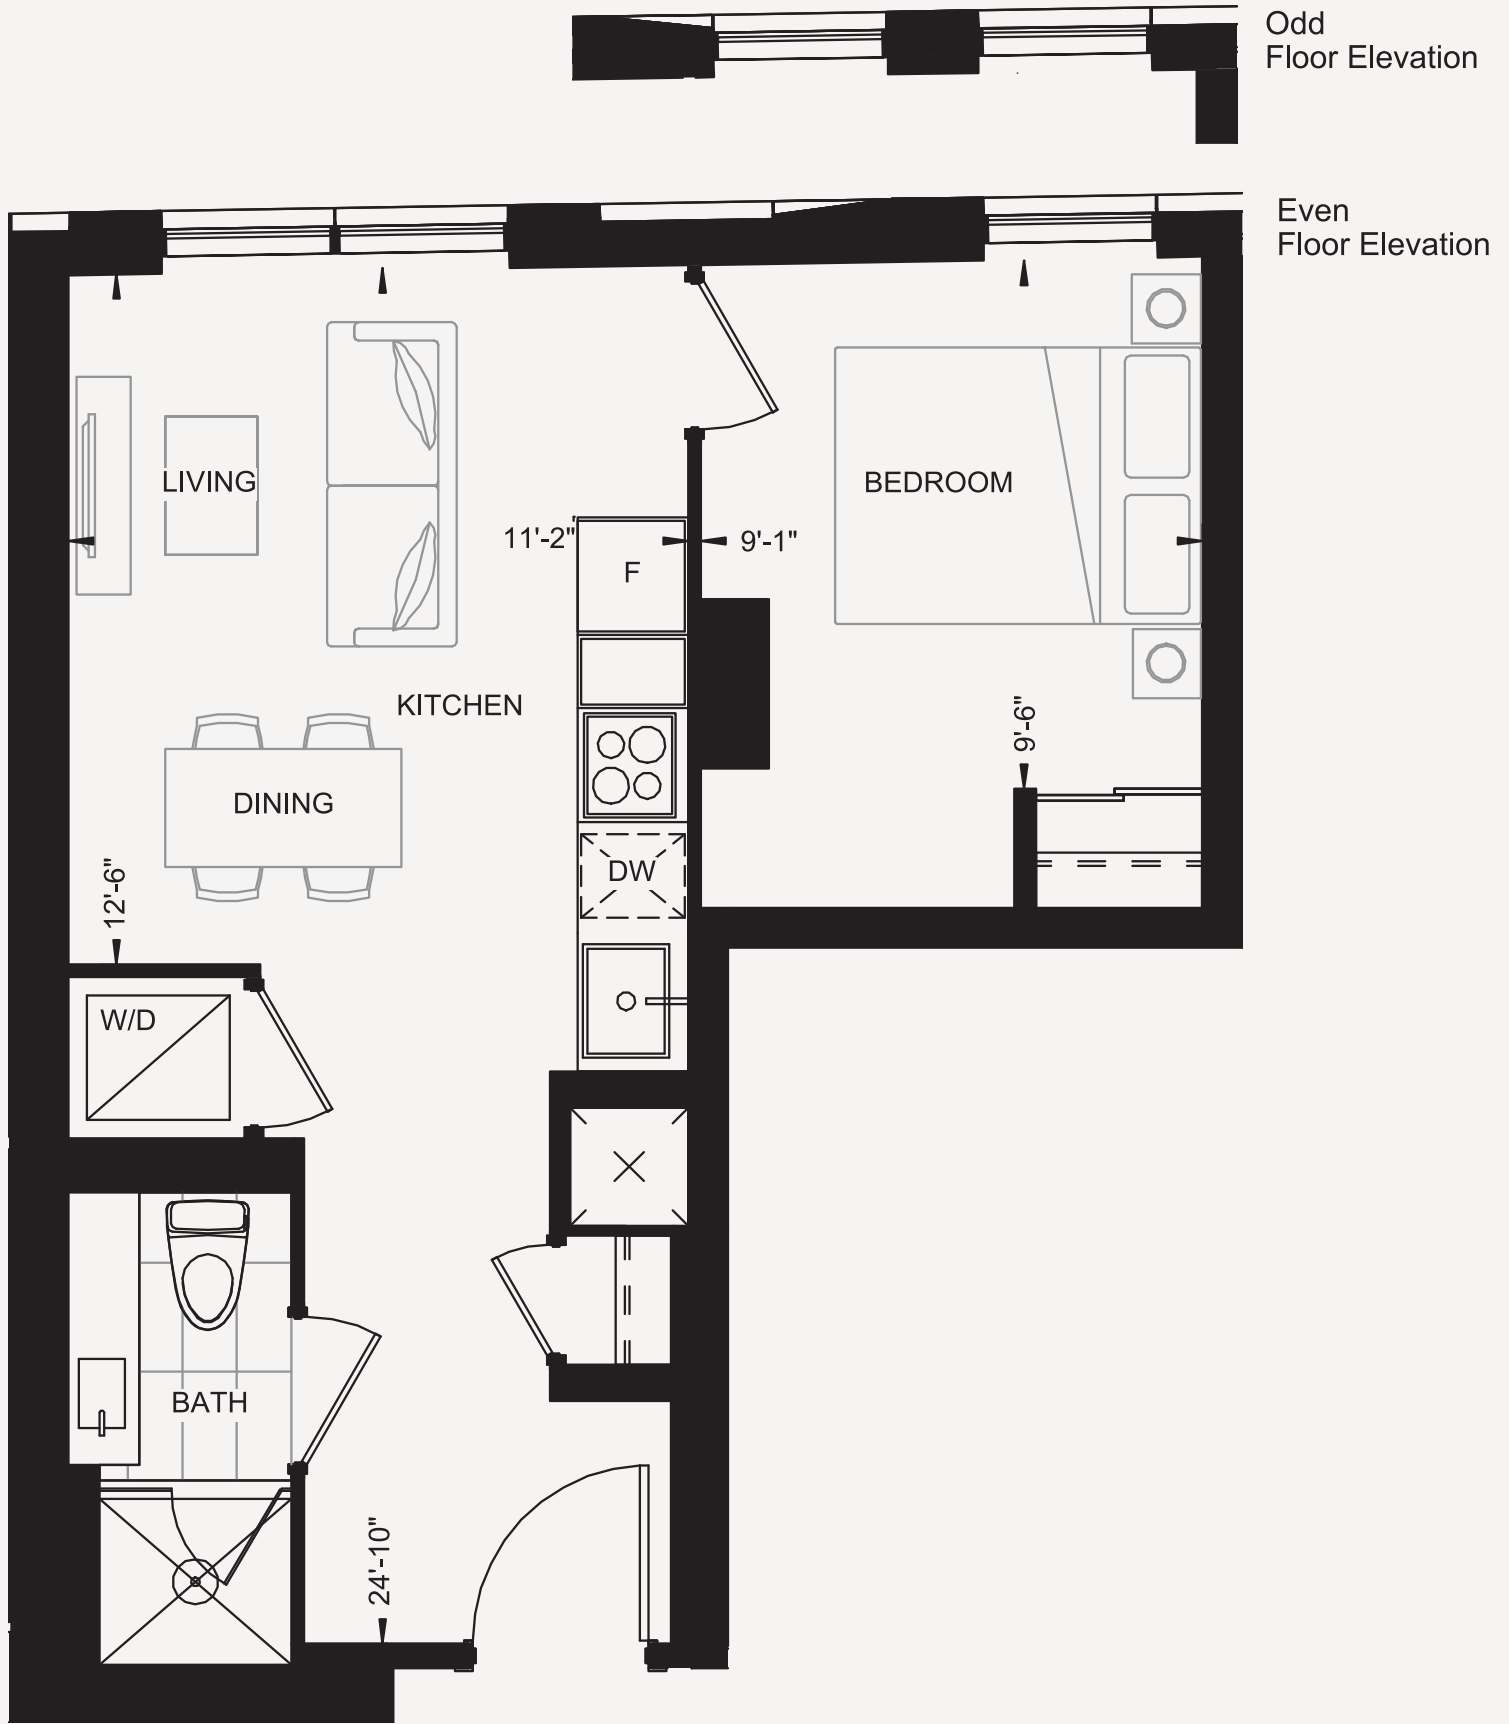 Odd
Floor Elevation
Even
Floor Elevation
LIVING
BEDROOM
11'-2"
9'-1"
F
KITCHEN
9'-6"
DINING
DW
12'-6"
W/D
BATH
24'-10"